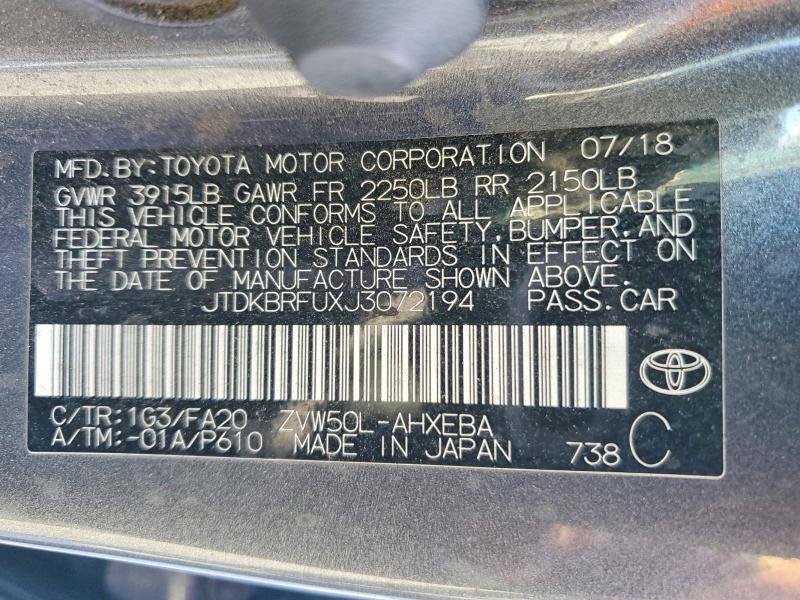 MFD. BY: TOYOTA MOTOR CORPORATION 07/18
GVWR 3915LB GAWR FR 2250LB RR 2150LB
THIS VEHICLE CONFORMS TO ALL APPLICABLE
FEDERAL MOTOR VEHICLE SAFETY, BUMPER, AND
THEFT PREVENTION STANDARDS IN EFFECT ON
THE DATE OF MANUFACTURE SHOWN ABOVE.
JTDKBRFUXJ3072194 PASS. CAR
C/TR: 1G3/FA20 ZVW50L-AHXEBA
A/TM: -01A/P610 MADE IN JAPAN 738 C